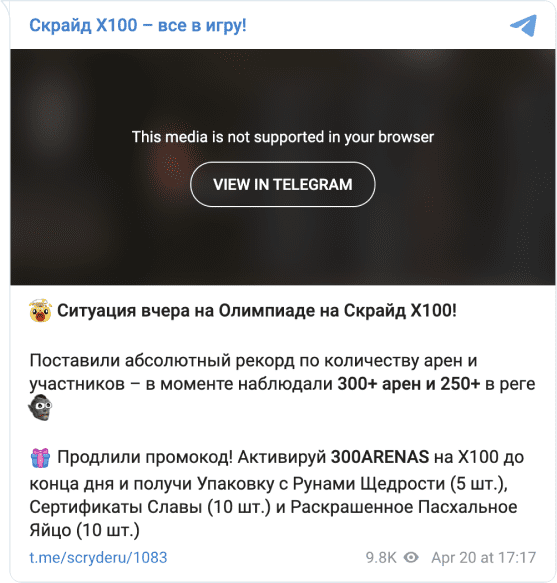 Скрайд X100 – все в игру!
This media is not supported in your browser
VIEW IN TELEGRAM
Ситуация вчера на Олимпиаде на Скрайд X100!
Поставили абсолютный рекорд по количеству арен и
участников – в моменте наблюдали 300+ арен и 250+ в реге
Продлили промокод! Активируй 300ARENAS на X100 до
конца дня и получи Упаковку с Рунами Щедрости (5 шт.),
Сертификаты Славы (10 шт.) и Раскрашенное Пасхальное
Яйцо (10 шт.)
t.me/scryderu/1083 9.8K Apr 20 at 17:17